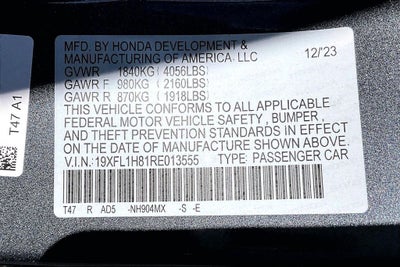 MFD. BY HONDA DEVELOPMENT &
MANUFACTURING OF AMERICA, LLC
GVWR 1840KG (4056LBS) 12/23
GAWR F 980KG (2160LBS)
GAWR R 870KG (1918LBS)
THIS VEHICLE CONFORMS TO ALL APPLICABLE
FEDERAL MOTOR VEHICLE SAFETY, BUMPER,
AND THEFT PREVENTION STANDARDS IN EFFECT
ON THE DATE OF MANUFACTURE SHOWN ABOVE.
V.I.N.:19XFL1H81RE013555 TYPE: PASSENGER CAR
T47 R AD5 -NH904MX -S -E
T47 A1